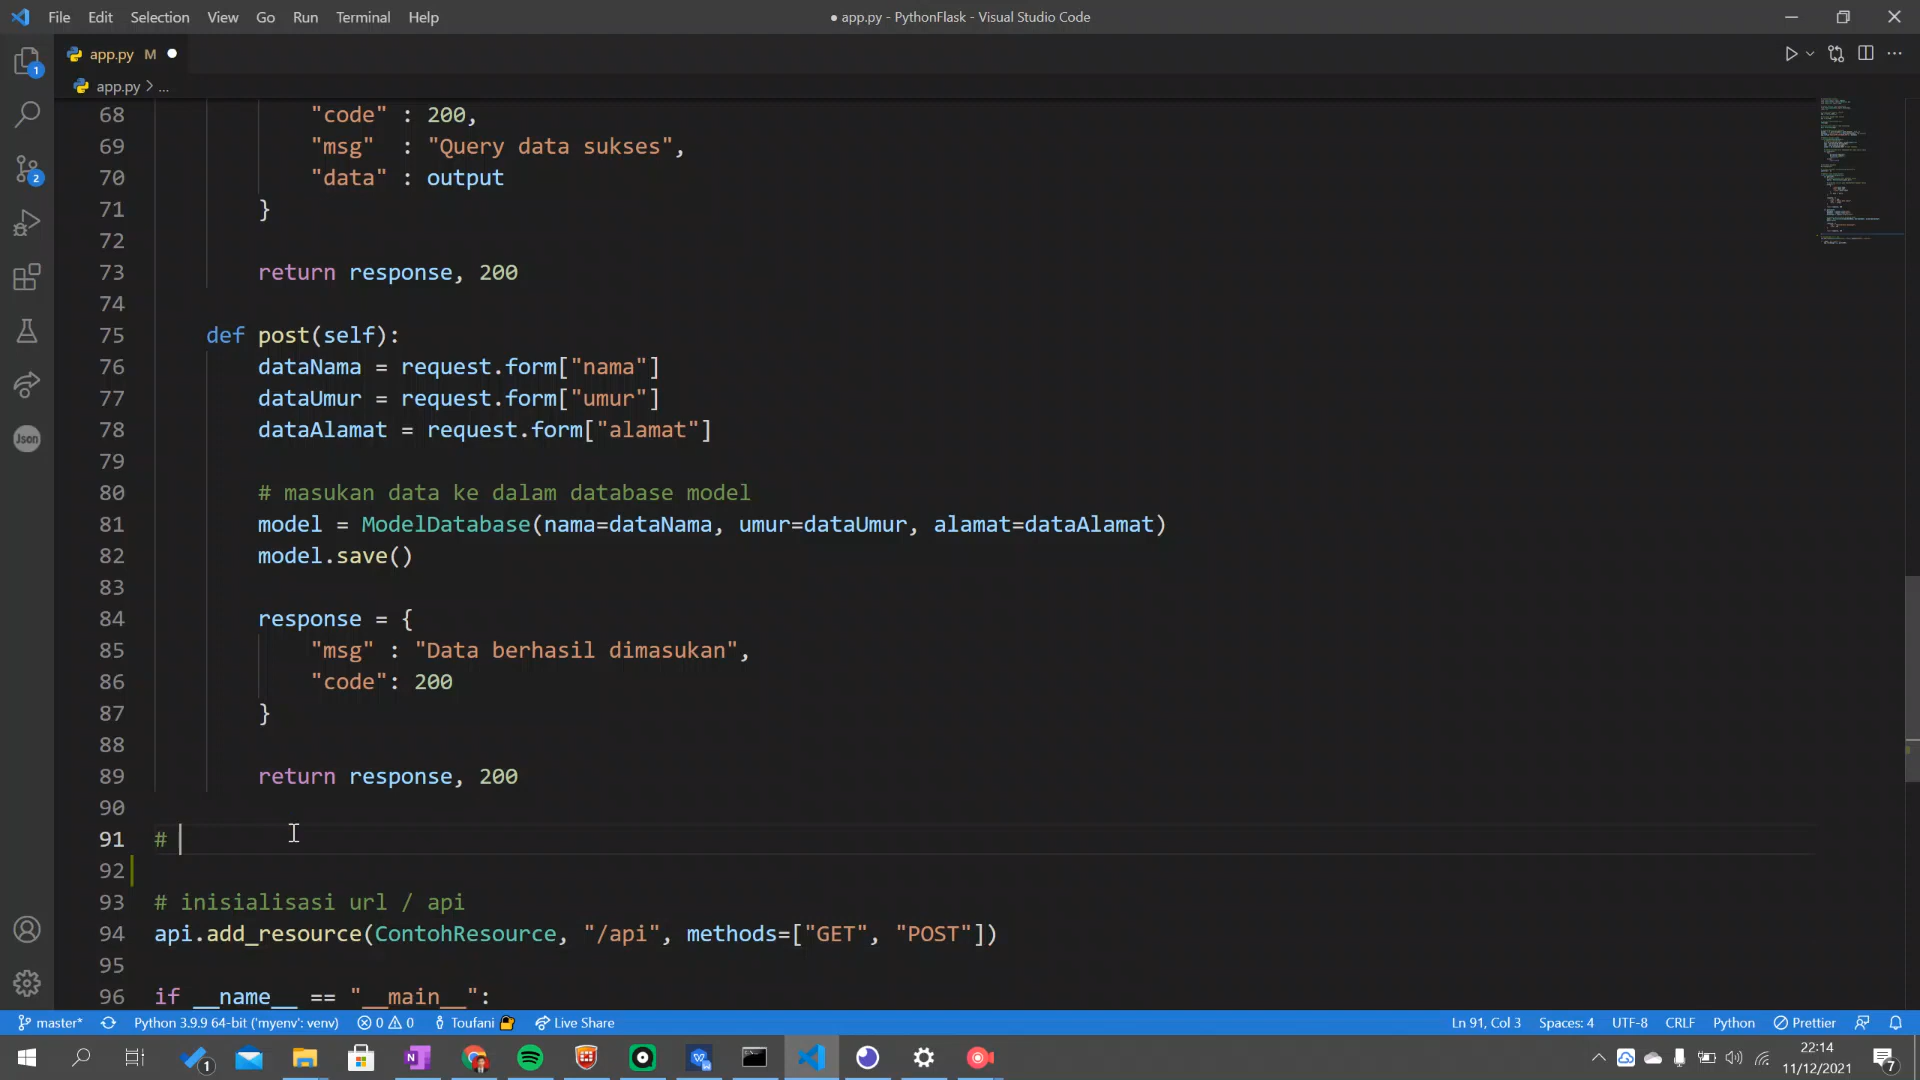 File Edit Selection View Go Run Terminal Help
● app.py - PythonFlask - Visual Studio Code
app.py M ●
app.py > ...
68 "code" : 200,
69 "msg" : "Query data sukses",
70 "data" : output
71 }
72
73 return response, 200
74
75 def post(self):
76 dataNama = request.form["nama"]
77 dataUmur = request.form["umur"]
78 dataAlamat = request.form["alamat"]
79
80 # masukan data ke dalam database model
81 model = ModelDatabase(nama=dataNama, umur=dataUmur, alamat=dataAlamat)
82 model.save()
83
84 response = {
85 "msg" : "Data berhasil dimasukan",
86 "code": 200
87 }
88
89 return response, 200
90
91 #
92
93 # inisialisasi url / api
94 api.add_resource(ContohResource, "/api", methods=["GET", "POST"])
95
96 if __name__ == "__main__":
1
2
Json
master* Python 3.9.9 64-bit ('myenv': venv) 0 0 Toufani Live Share Ln 91, Col 3 Spaces: 4 UTF-8 CRLF Python Prettier
1
22:14
11/12/2021
7